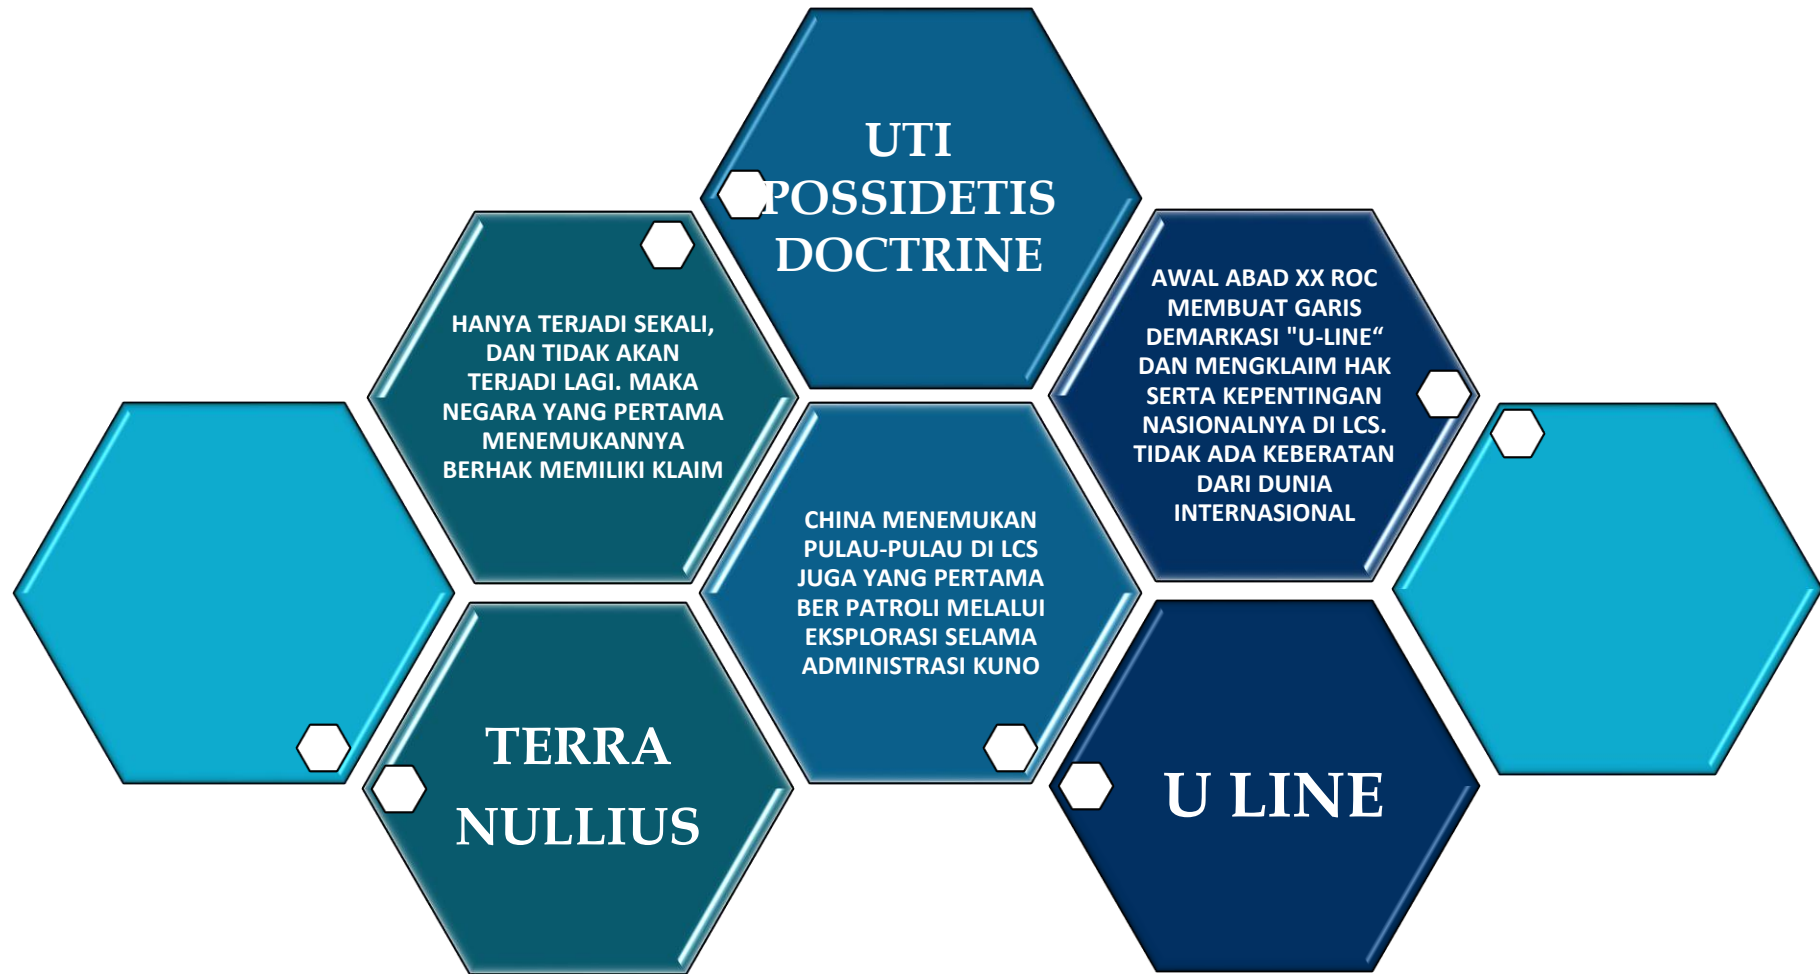 UTI
POSSIDETIS
DOCTRINE
HANYA TERJADI SEKALI,
DAN TIDAK AKAN
TERJADI LAGI. MAKA
NEGARA YANG PERTAMA
MENEMUKANNYA
BERHAK MEMILIKI KLAIM
AWAL ABAD XX ROC
MEMBUAT GARIS
DEMARKASI "U-LINE“
DAN MENGKLAIM HAK
SERTA KEPENTINGAN
NASIONALNYA DI LCS.
TIDAK ADA KEBERATAN
DARI DUNIA
INTERNASIONAL
CHINA MENEMUKAN
PULAU-PULAU DI LCS
JUGA YANG PERTAMA
BER PATROLI MELALUI
EKSPLORASI SELAMA
ADMINISTRASI KUNO
TERRA
NULLIUS
U LINE